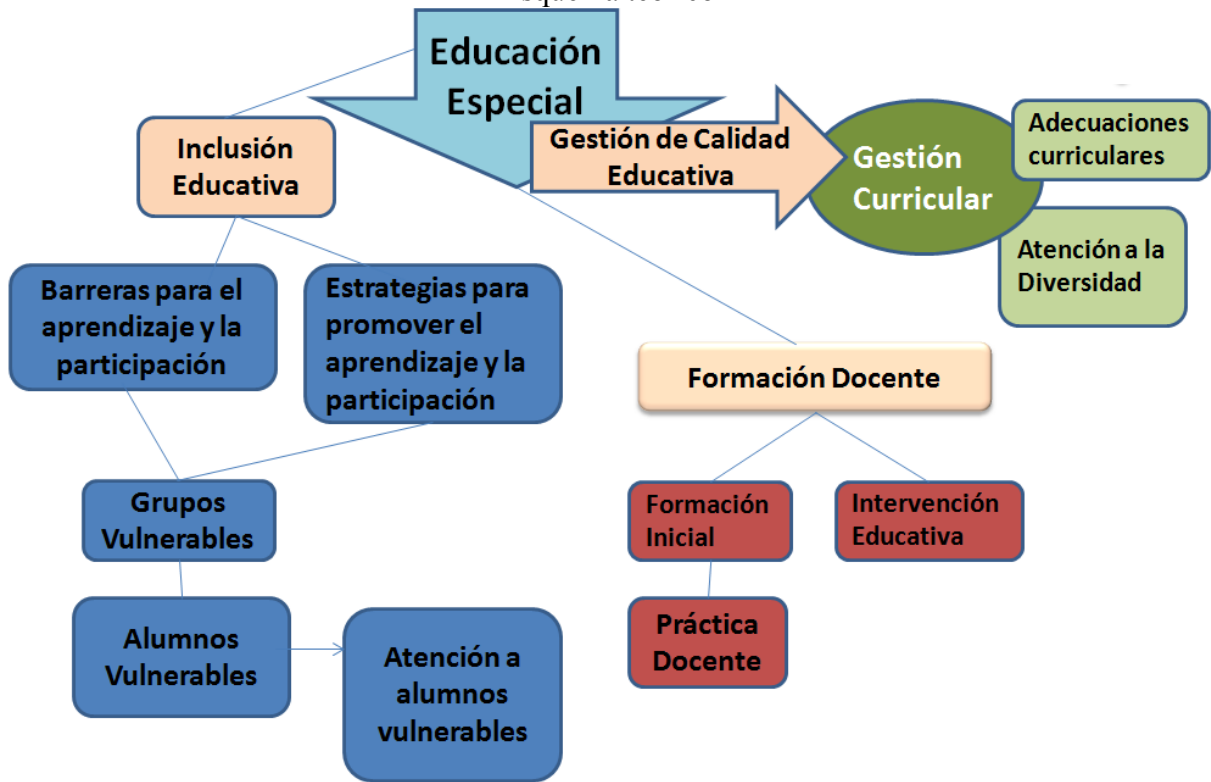 Educación
Especial
Gestión de Calidad
Educativa
Gestión
Curricular
Adecuaciones
curriculares
Atención a la
Diversidad
Inclusión
Educativa
Barreras para el
aprendizaje y la
participación
Estrategias para
promover el
aprendizaje y la
participación
Formación Docente
Grupos
Vulnerables
Formación
Inicial
Intervención
Educativa
Alumnos
Vulnerables
Atención a
alumnos
vulnerables
Práctica
Docente